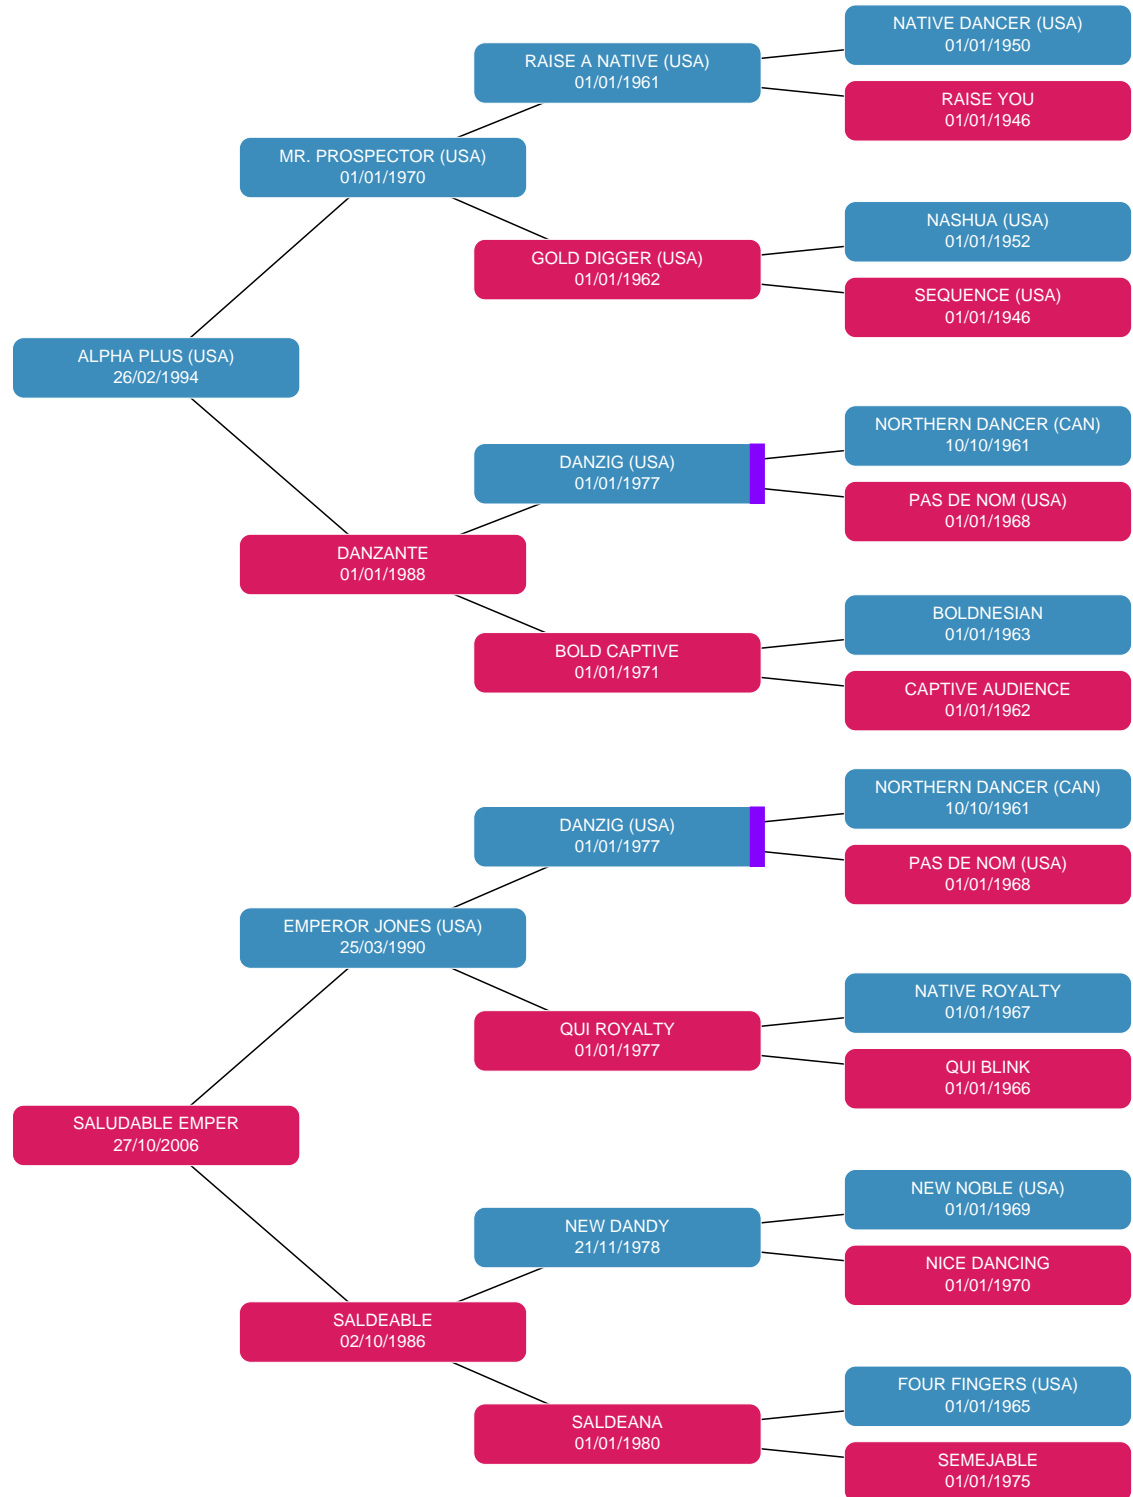 NATIVE DANCER (USA)
01/01/1950
RAISE A NATIVE (USA)
01/01/1961
RAISE YOU
01/01/1946
MR. PROSPECTOR (USA)
01/01/1970
NASHUA (USA)
01/01/1952
GOLD DIGGER (USA)
01/01/1962
SEQUENCE (USA)
01/01/1946
ALPHA PLUS (USA)
26/02/1994
NORTHERN DANCER (CAN)
10/10/1961
DANZIG (USA)
01/01/1977
PAS DE NOM (USA)
01/01/1968
DANZANTE
01/01/1988
BOLDNESIAN
01/01/1963
BOLD CAPTIVE
01/01/1971
CAPTIVE AUDIENCE
01/01/1962
NORTHERN DANCER (CAN)
10/10/1961
DANZIG (USA)
01/01/1977
PAS DE NOM (USA)
01/01/1968
EMPEROR JONES (USA)
25/03/1990
NATIVE ROYALTY
01/01/1967
QUI ROYALTY
01/01/1977
QUI BLINK
01/01/1966
SALUDABLE EMPER
27/10/2006
NEW NOBLE (USA)
01/01/1969
NEW DANDY
21/11/1978
NICE DANCING
01/01/1970
SALDEABLE
02/10/1986
FOUR FINGERS (USA)
01/01/1965
SALDEANA
01/01/1980
SEMEJABLE
01/01/1975